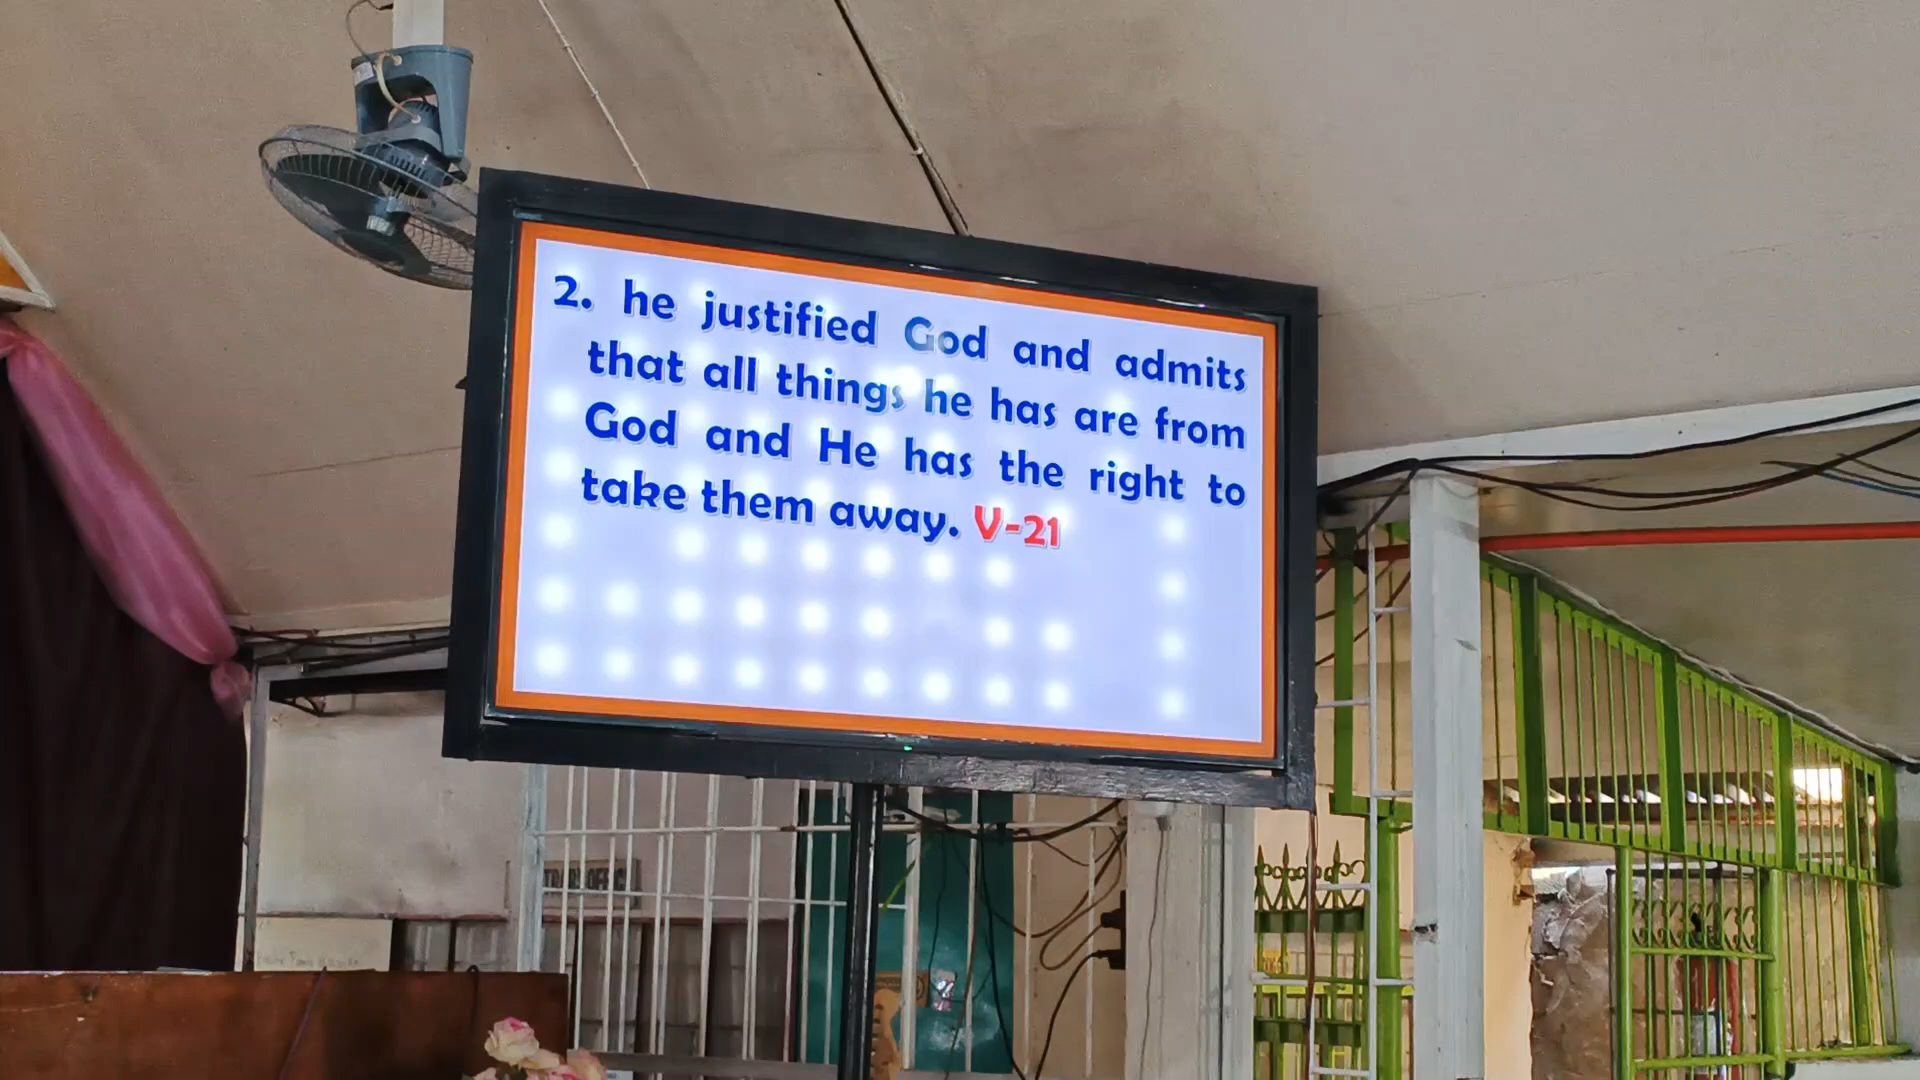 2. he justified God and admits
that all things he has are from
God and He has the right to
take them away. V-21